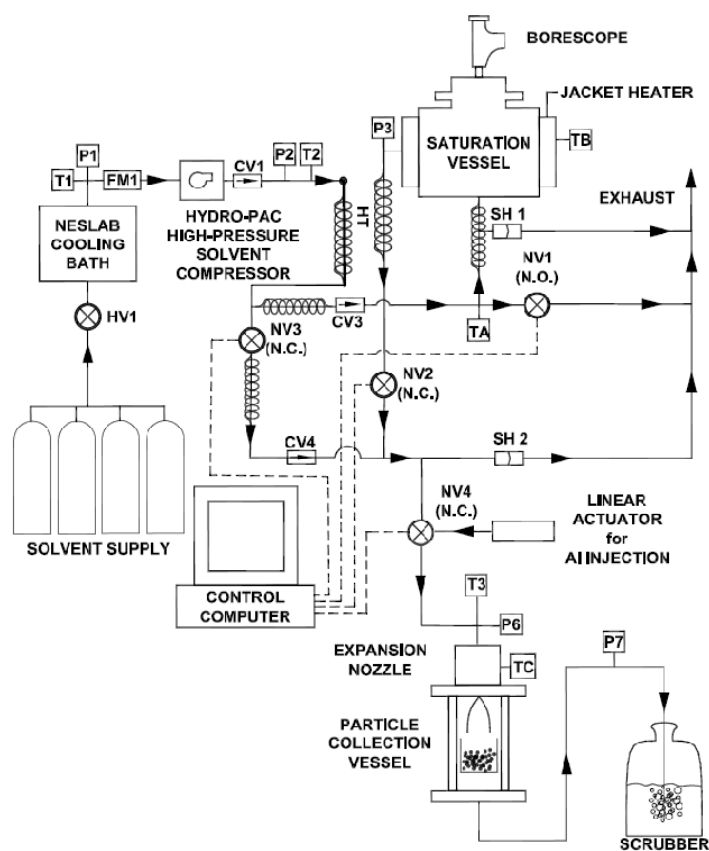 BORESCOPE
JACKET HEATER
P3
TB
SATURATION
VESSEL
P1
T1
FM1
CV1
P2
T2
NESLAB
COOLING
BATH
HYDRO-PAC
HIGH-PRESSURE
SOLVENT
COMPRESSOR
HT
SH 1
EXHAUST
NV1
(N.O.)
HV1
CV3
TA
NV3
(N.C.)
NV2
(N.C.)
CV4
SH 2
NV4
(N.C.)
LINEAR
ACTUATOR
for
AI INJECTION
SOLVENT SUPPLY
CONTROL
COMPUTER
T3
P6
P7
EXPANSION
NOZZLE
TC
PARTICLE
COLLECTION
VESSEL
SCRUBBER